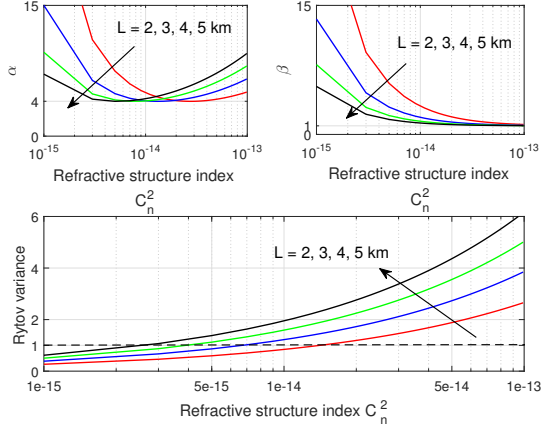 15
α
4
0
L = 2, 3, 4, 5 km
10^-15
10^-14
10^-13
Refractive structure index
C_n^2
15
β
1
0
L = 2, 3, 4, 5 km
10^-15
10^-14
10^-13
Refractive structure index
C_n^2
6
4
2
1
0
Rytov variance
L = 2, 3, 4, 5 km
1e-15
5e-15
1e-14
5e-14
1e-13
Refractive structure index C_n^2